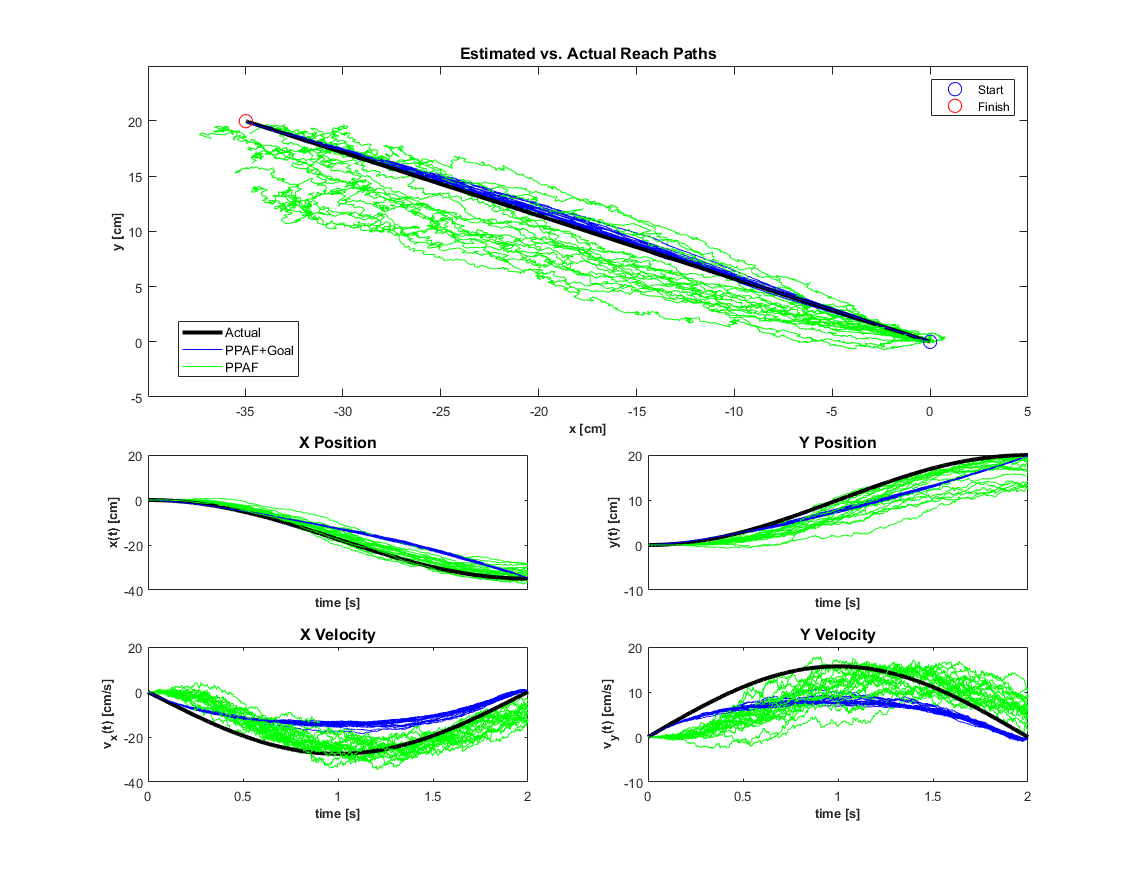 Estimated vs. Actual Reach Paths
Start
Finish
20
15
10
5
0
-5
y [cm]
Actual
PPAF+Goal
PPAF
-35
-30
-25
-20
-15
-10
-5
0
5
x [cm]
X Position
20
0
-20
-40
x(t) [cm]
time [s]
Y Position
20
10
0
-10
y(t) [cm]
time [s]
X Velocity
20
0
-20
-40
v_x(t) [cm/s]
0
0.5
1
1.5
2
time [s]
Y Velocity
20
10
0
-10
v_y(t) [cm/s]
0
0.5
1
1.5
2
time [s]